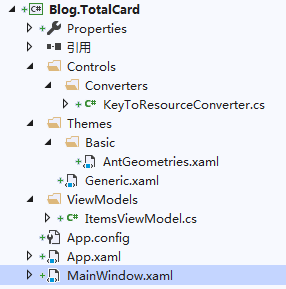 Blog.TotalCard
Properties
引用
Controls
Converters
KeyToResourceConverter.cs
Themes
Basic
AntGeometries.xaml
Generic.xaml
ViewModels
ItemsViewModel.cs
App.config
App.xaml
MainWindow.xaml